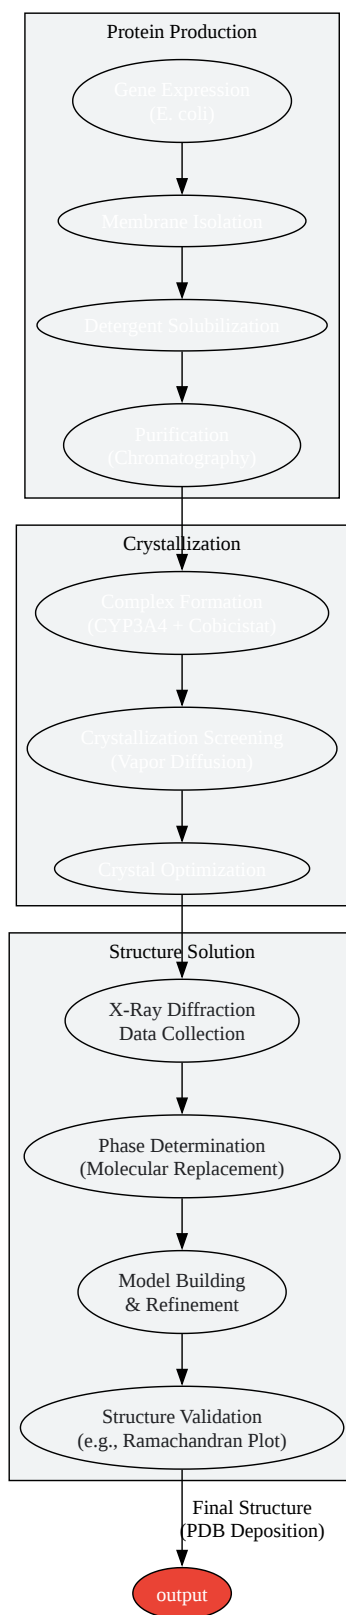 Protein Production
Gene Expression
(E. coli)
Membrane Isolation
Detergent Solubilization
Purification
(Chromatography)
Crystallization
Complex Formation
(CYP3A4 + Cobicistat)
Crystallization Screening
(Vapor Diffusion)
Crystal Optimization
Structure Solution
X-Ray Diffraction
Data Collection
Phase Determination
(Molecular Replacement)
Model Building
& Refinement
Structure Validation
(e.g., Ramachandran Plot)
Final Structure
(PDB Deposition)
output